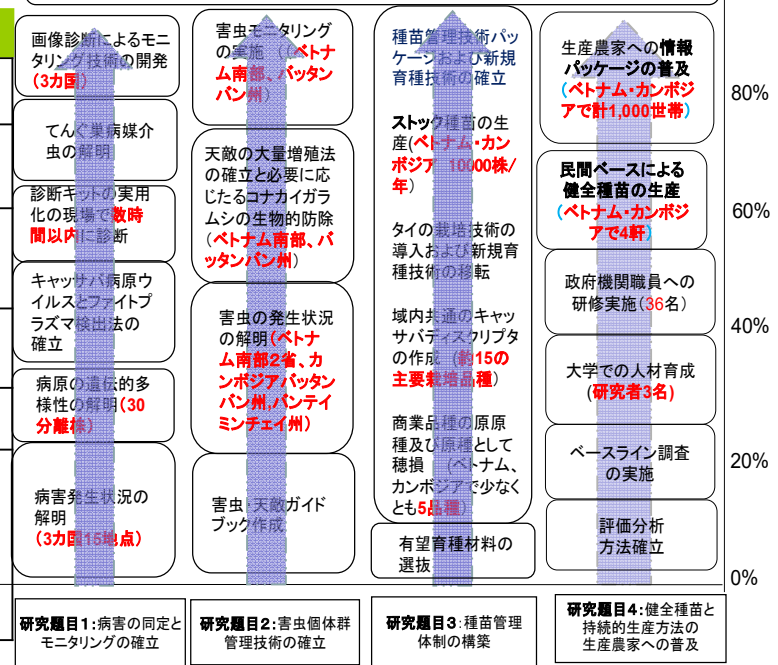 画像診断によるモニ
タリング技術の開発
(3カ国)
てんぐ巣病媒介
虫の解明
診断キットの実用
化の現場で数時
間以内に診断
キャッサバ病原ウ
イルスとファイトプ
ラズマ検出法の
確立
病原の遺伝的多
様性の解明(30
分離株)
病害発生状況の
解明
(3カ国15地点)
研究題目1:病害の同定と
モニタリングの確立
害虫モニタリング
の実施 ((ベトナ
ム南部、バッタン
バン州)
天敵の大量増殖法
の確立と必要に応
じたるコナカイガラ
ムシの生物的防除
(ベトナム南部、バ
ッタンバン州)
害虫の発生状況
の解明(ベトナ
ム南部2省、カ
ンボジアバッタン
バン州,バンテイ
ミンチェイ州)
害虫・天敵ガイド
ブック作成
研究題目2:害虫個体群
管理技術の確立
種苗管理技術パッ
ケージおよび新規
育種技術の確立
ストック種苗の生
産(ベトナム・カン
ボジア 10000株/
年)
タイの栽培技術の
導入および新規育
種技術の移転
域内共通のキャッ
サバディスクリプタ
の作成 (約15の
主要栽培品種)
商業品種の原原
種及び原種として
穂損 (ベトナム、
カンボジアで少なく
とも5品種)
有望育種材料の
選抜
研究題目3:種苗管理
体制の構築
生産農家への情報
パッケージの普及
(ベトナム・カンボジ
アで計1,000世帯)
民間ベースによる
健全種苗の生産
(ベトナム・カンボジ
アで4軒)
政府機関職員への
研修実施(36名)
大学での人材育成
(研究者3名)
ベースライン調査
の実施
評価分析
方法確立
研究題目4:健全種苗と
持続的生産方法の
生産農家への普及
80%
60%
40%
20%
0%